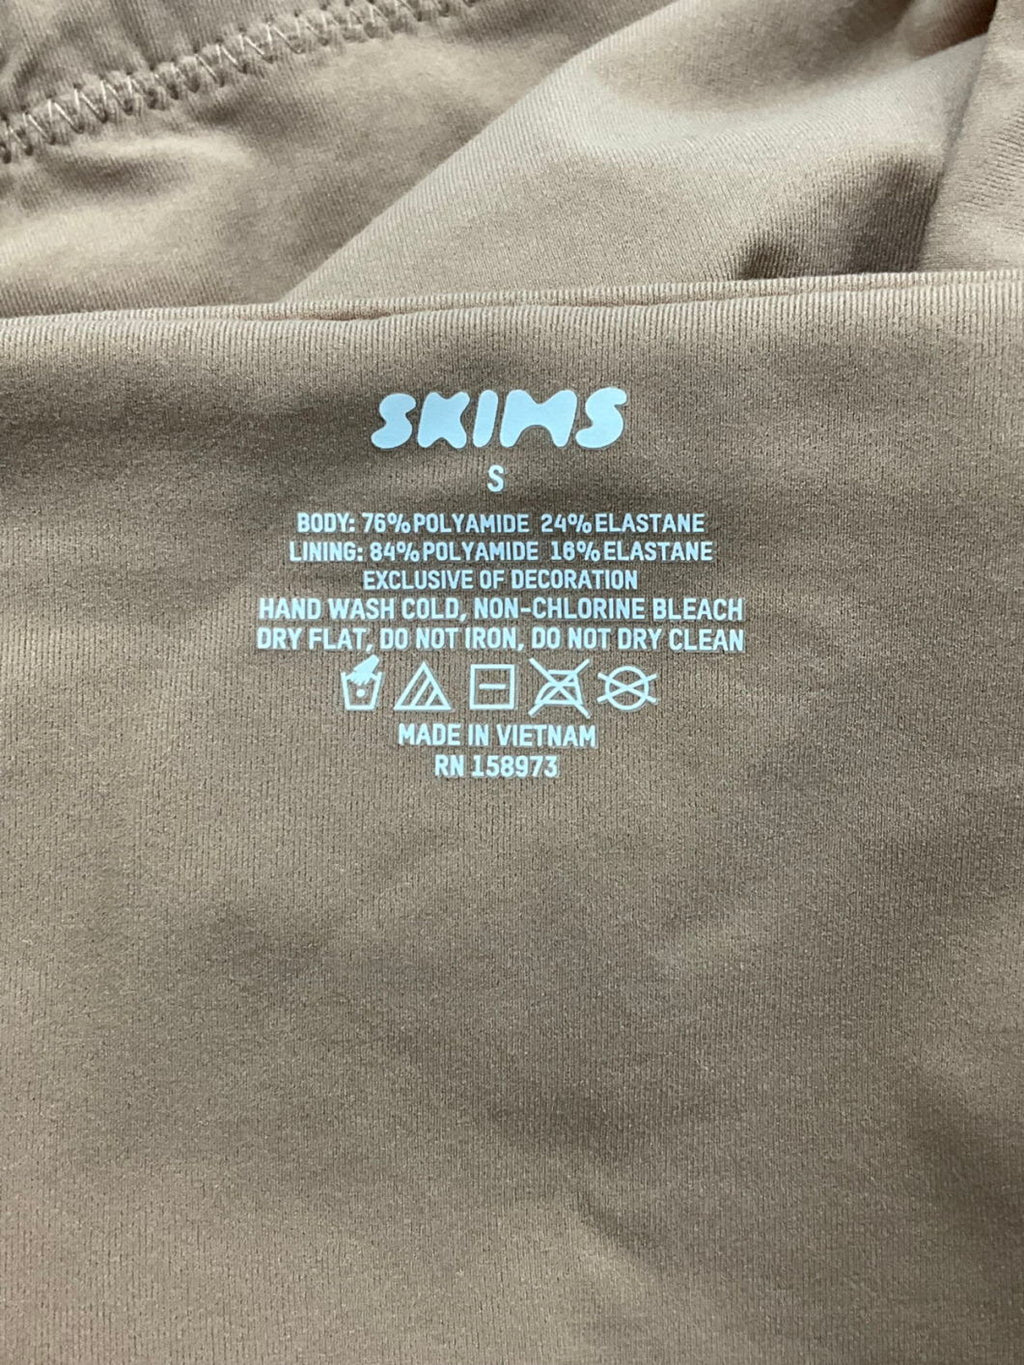 SKIMS
S
BODY: 76% POLYAMIDE 24% ELASTANE
LINING: 84% POLYAMIDE 16% ELASTANE
EXCLUSIVE OF DECORATION
HAND WASH COLD, NON-CHLORINE BLEACH
DRY FLAT, DO NOT IRON, DO NOT DRY CLEAN
MADE IN VIETNAM
RN 158973